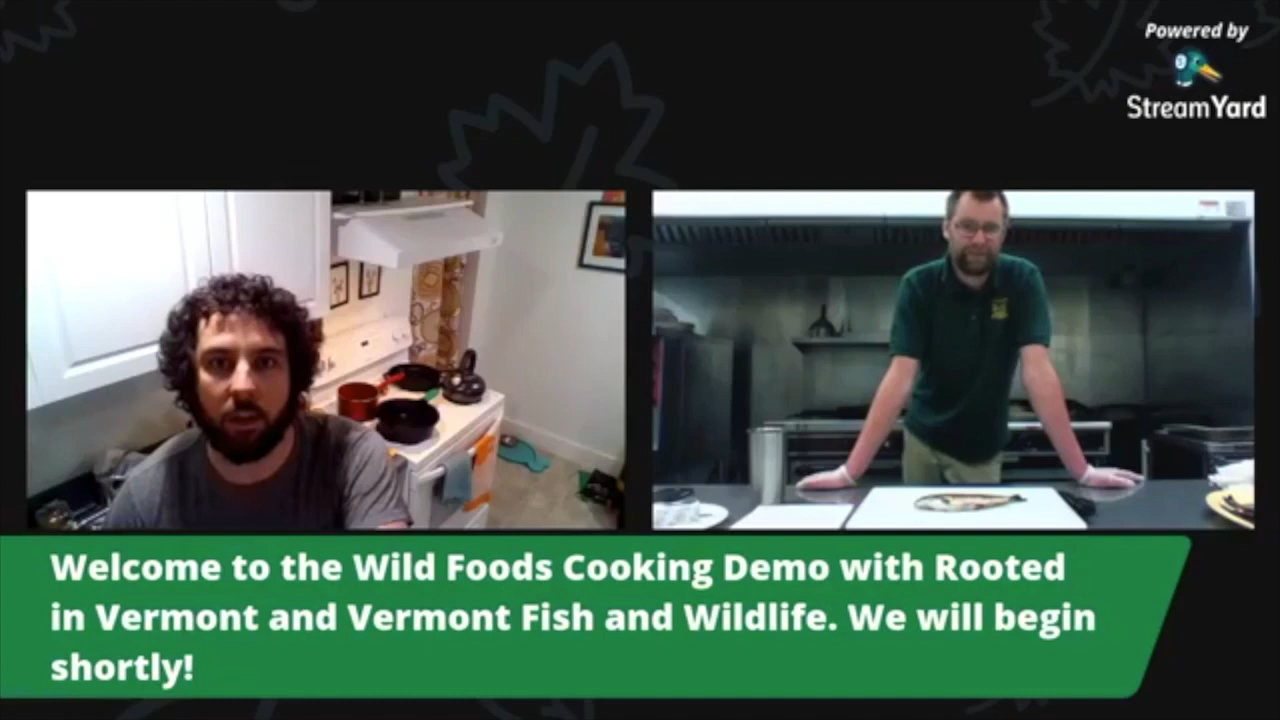 Powered by
StreamYard
Welcome to the Wild Foods Cooking Demo with Rooted
in Vermont and Vermont Fish and Wildlife. We will begin
shortly!